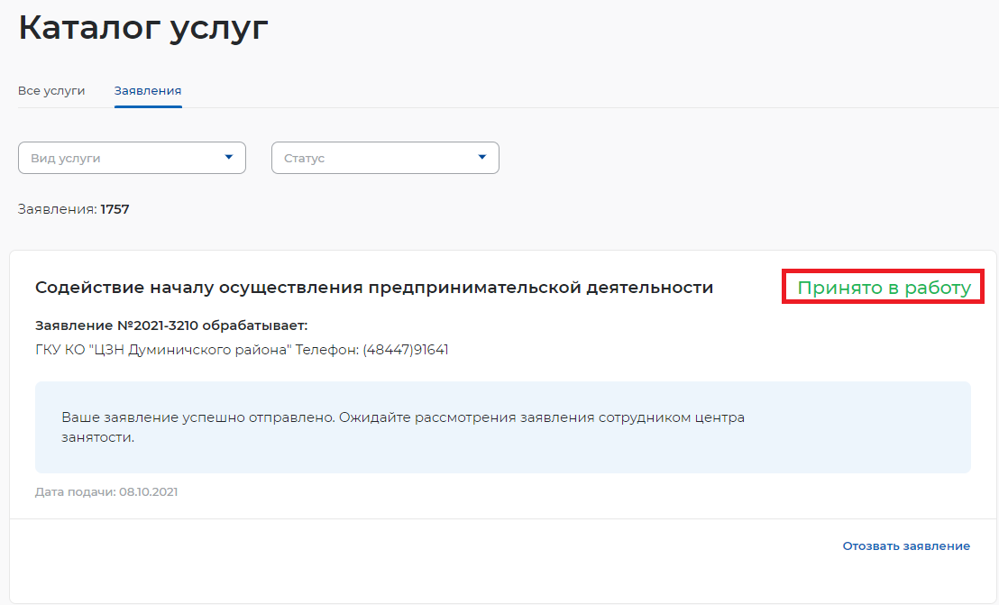 Каталог услуг
Все услуги Заявления
Вид услуги Статус
Заявления: 1757
Содействие началу осуществления предпринимательской деятельности Принято в работу
Заявление №2021-3210 обрабатывает:
ГКУ КО "ЦЗН Думиничского района" Телефон: (48447)91641
Ваше заявление успешно отправлено. Ожидайте рассмотрения заявления сотрудником центра
занятости.
Дата подачи: 08.10.2021
Отозвать заявление